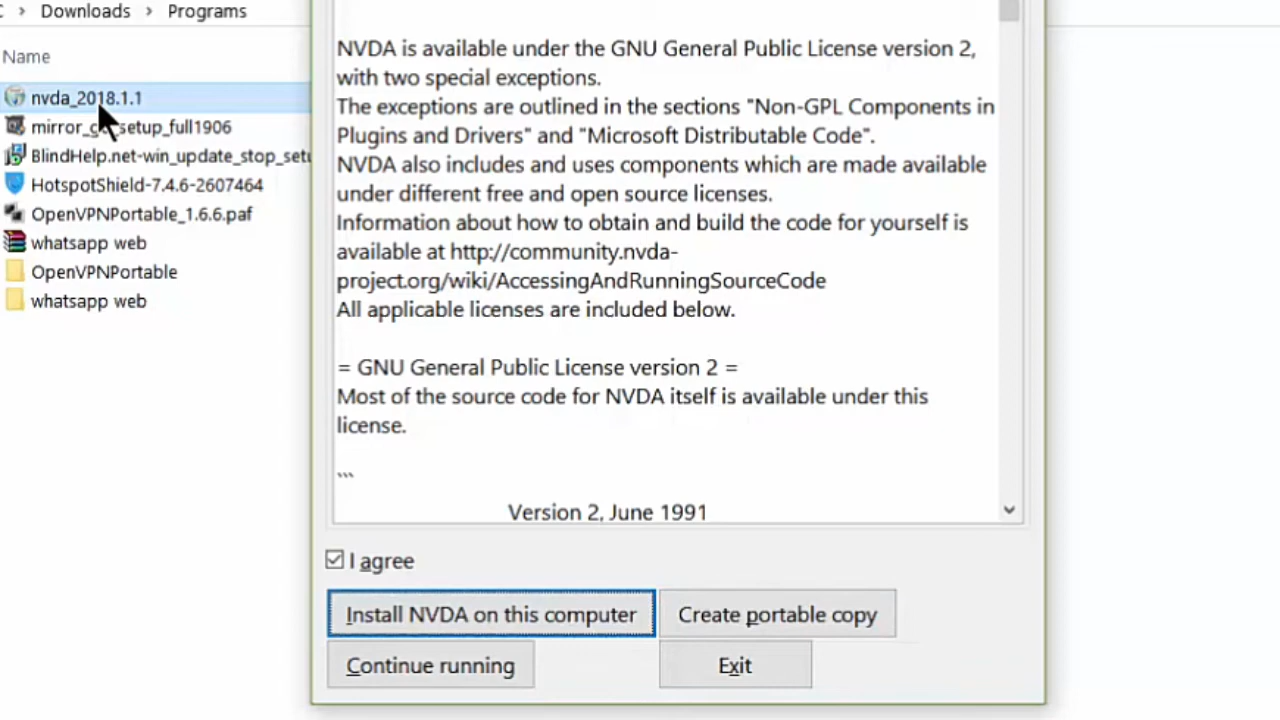 Downloads > Programs
Name
nvda_2018.1.1
setup_full1906
BlindHelp.net-win_update_stop_setu
HotspotShield-7.4.6-2607464
OpenVPNPortable_1.6.6.paf
whatsapp web
OpenVPNPortable
whatsapp web
NVDA is available under the GNU General Public License version 2,
with two special exceptions.
The exceptions are outlined in the sections "Non-GPL Components in
Plugins and Drivers" and "Microsoft Distributable Code".
NVDA also includes and uses components which are made available
under different free and open source licenses.
Information about how to obtain and build the code for yourself is
available at http://community.nvda-
project.org/wiki/AccessingAndRunningSourceCode
All applicable licenses are included below.
= GNU General Public License version 2 =
Most of the source code for NVDA itself is available under this
license.
```
Version 2, June 1991
I agree
Install NVDA on this computer
Create portable copy
Continue running
Exit